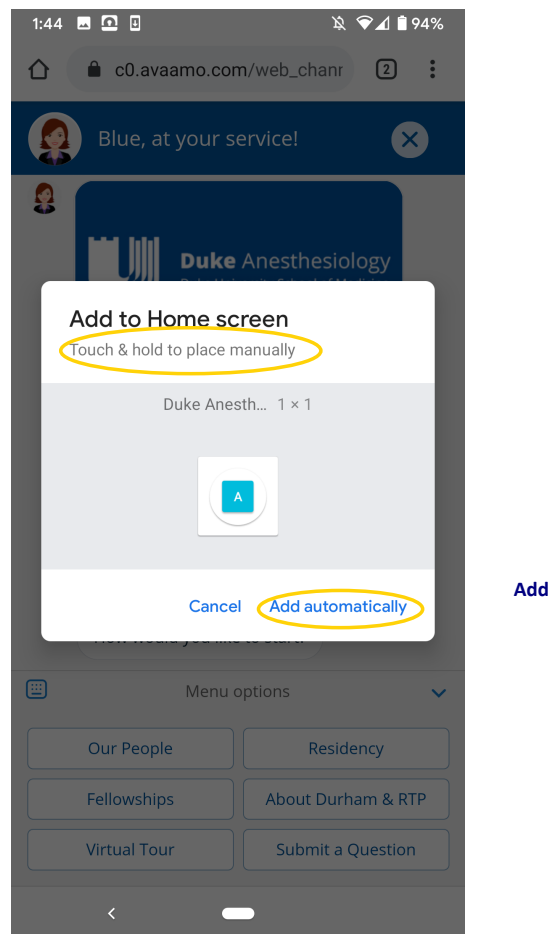 1:44
94%
c0.avaamo.com/web_chanr
2
Blue, at your service!
Duke Anesthesiology
Add to Home screen
Touch & hold to place manually
Duke Anesth... 1 × 1
A
Cancel
Add automatically
Add
Menu options
Our People
Residency
Fellowships
About Durham & RTP
Virtual Tour
Submit a Question